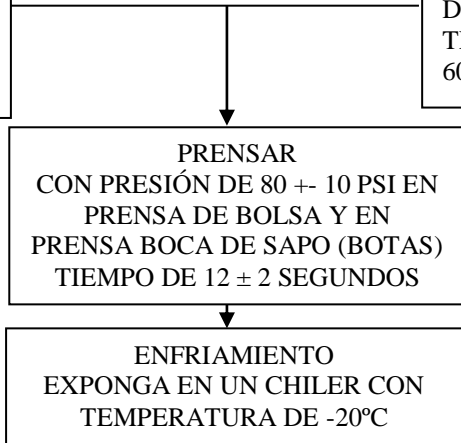 PRENSAR
CON PRESIÓN DE 80 +- 10 PSI EN
PRENSA DE BOLSA Y EN
PRENSA BOCA DE SAPO (BOTAS)
TIEMPO DE 12 ± 2 SEGUNDOS
ENFRIAMIENTO
EXPONGA EN UN CHILER CON
TEMPERATURA DE -20ºC